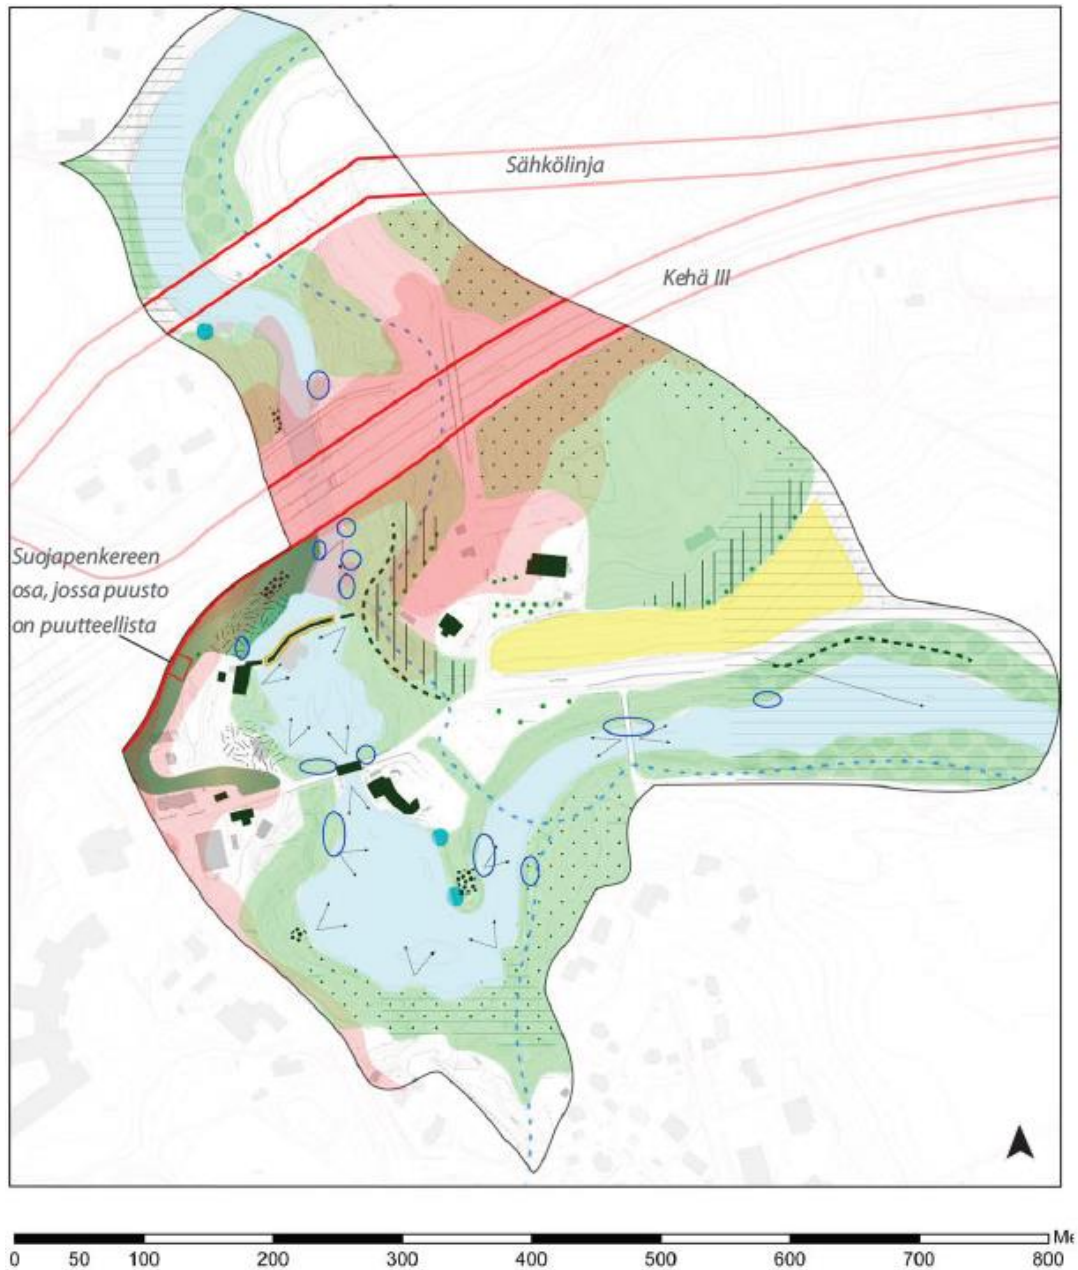 Sähkölinja
Kehä III
Suojapenkereen
osa, jossa puusto
on puutteellista
0 50 100 200 300 400 500 600 700 800